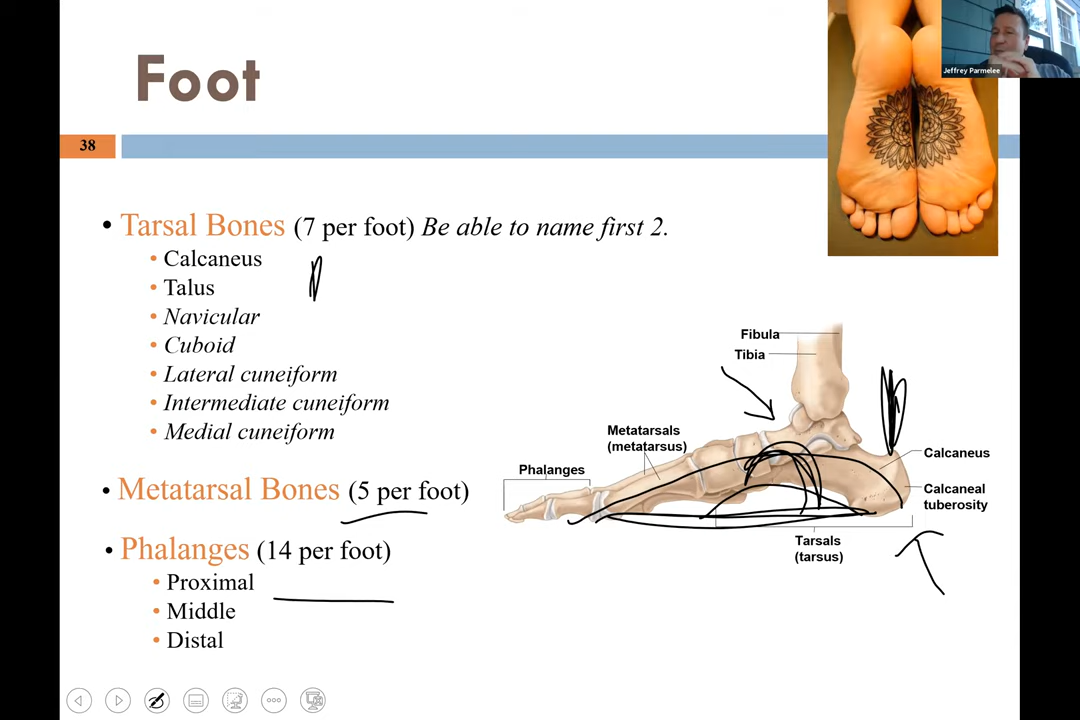 Foot
Jeffrey Parmelee
38
• Tarsal Bones (7 per foot) Be able to name first 2.
• Calcaneus
• Talus
• Navicular
• Cuboid
• Lateral cuneiform
• Intermediate cuneiform
• Medial cuneiform
• Metatarsal Bones (5 per foot)
• Phalanges (14 per foot)
• Proximal
• Middle
• Distal
Fibula
Tibia
Metatarsals
(metatarsus)
Phalanges
Calcaneus
Calcaneal
tuberosity
Tarsals
(tarsus)